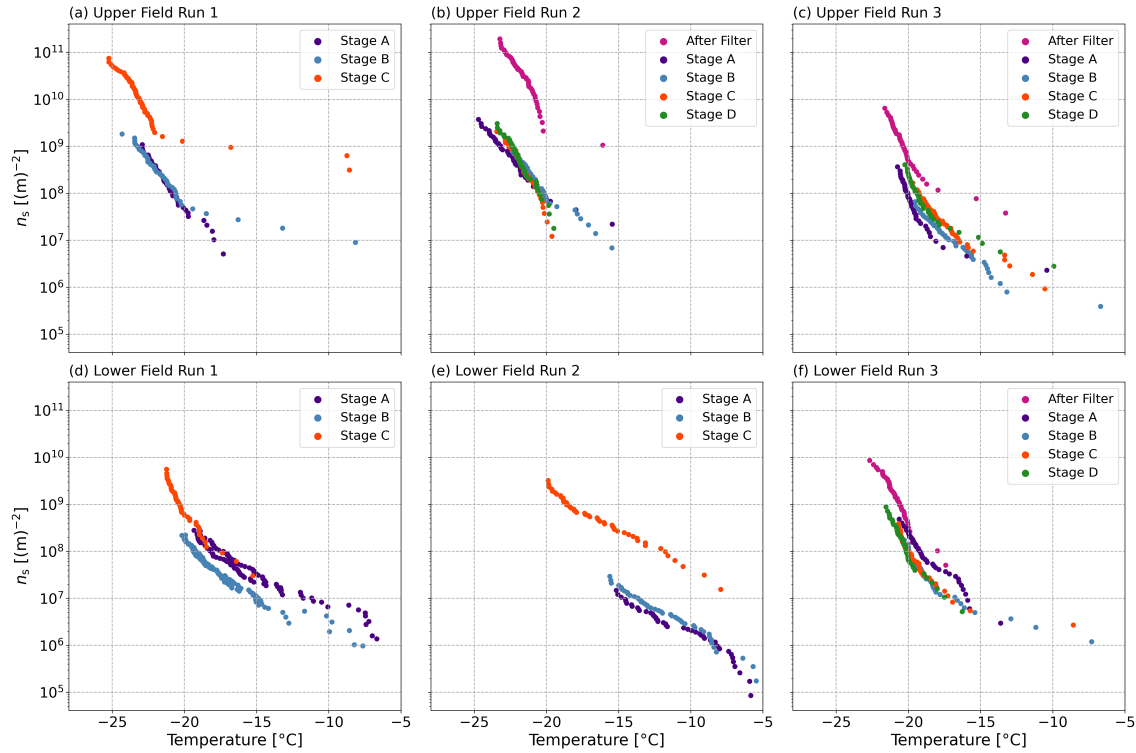 (a) Upper Field Run 1
(b) Upper Field Run 2
(c) Upper Field Run 3
Stage A
Stage B
Stage C
After Filter
Stage A
Stage B
Stage C
Stage D
After Filter
Stage A
Stage B
Stage C
Stage D
10¹¹
10¹⁰
10⁹
10⁸
10⁷
10⁶
10⁵
nₛ [(m)⁻²]
(d) Lower Field Run 1
(e) Lower Field Run 2
(f) Lower Field Run 3
Stage A
Stage B
Stage C
Stage A
Stage B
Stage C
After Filter
Stage A
Stage B
Stage C
Stage D
10¹¹
10¹⁰
10⁹
10⁸
10⁷
10⁶
10⁵
nₛ [(m)⁻²]
−25 −20 −15 −10 −5
−25 −20 −15 −10 −5
−25 −20 −15 −10 −5
Temperature [°C]
Temperature [°C]
Temperature [°C]